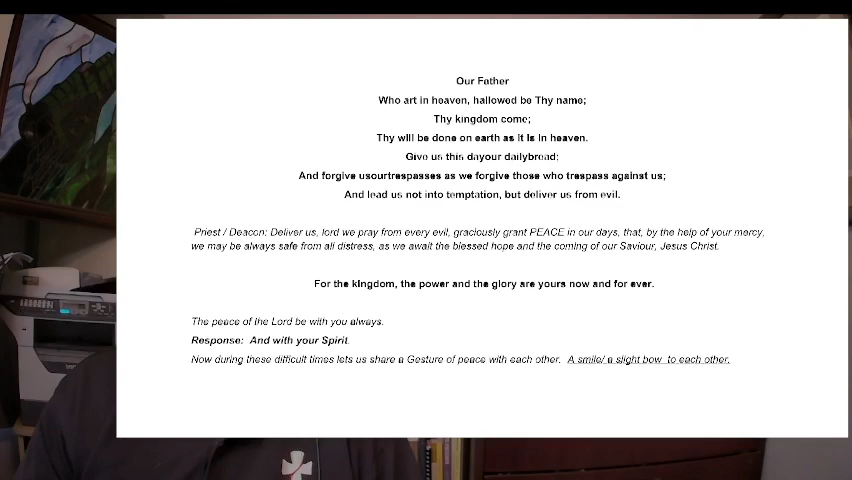 Our Father
Who art in heaven, hallowed be Thy name;
Thy kingdom come;
Thy will be done on earth as it is in heaven.
Give us this dayour dailybread;
And forgive usourtrespasses as we forgive those who trespass against us;
And lead us not into temptation, but deliver us from evil.
Priest / Deacon: Deliver us, lord we pray from every evil, graciously grant PEACE in our days, that, by the help of your mercy,
we may be always safe from all distress, as we await the blessed hope and the coming of our Saviour, Jesus Christ.
For the kingdom, the power and the glory are yours now and for ever.
The peace of the Lord be with you always.
Response: And with your Spirit.
Now during these difficult times lets us share a Gesture of peace with each other. A smile/ a slight bow to each other.